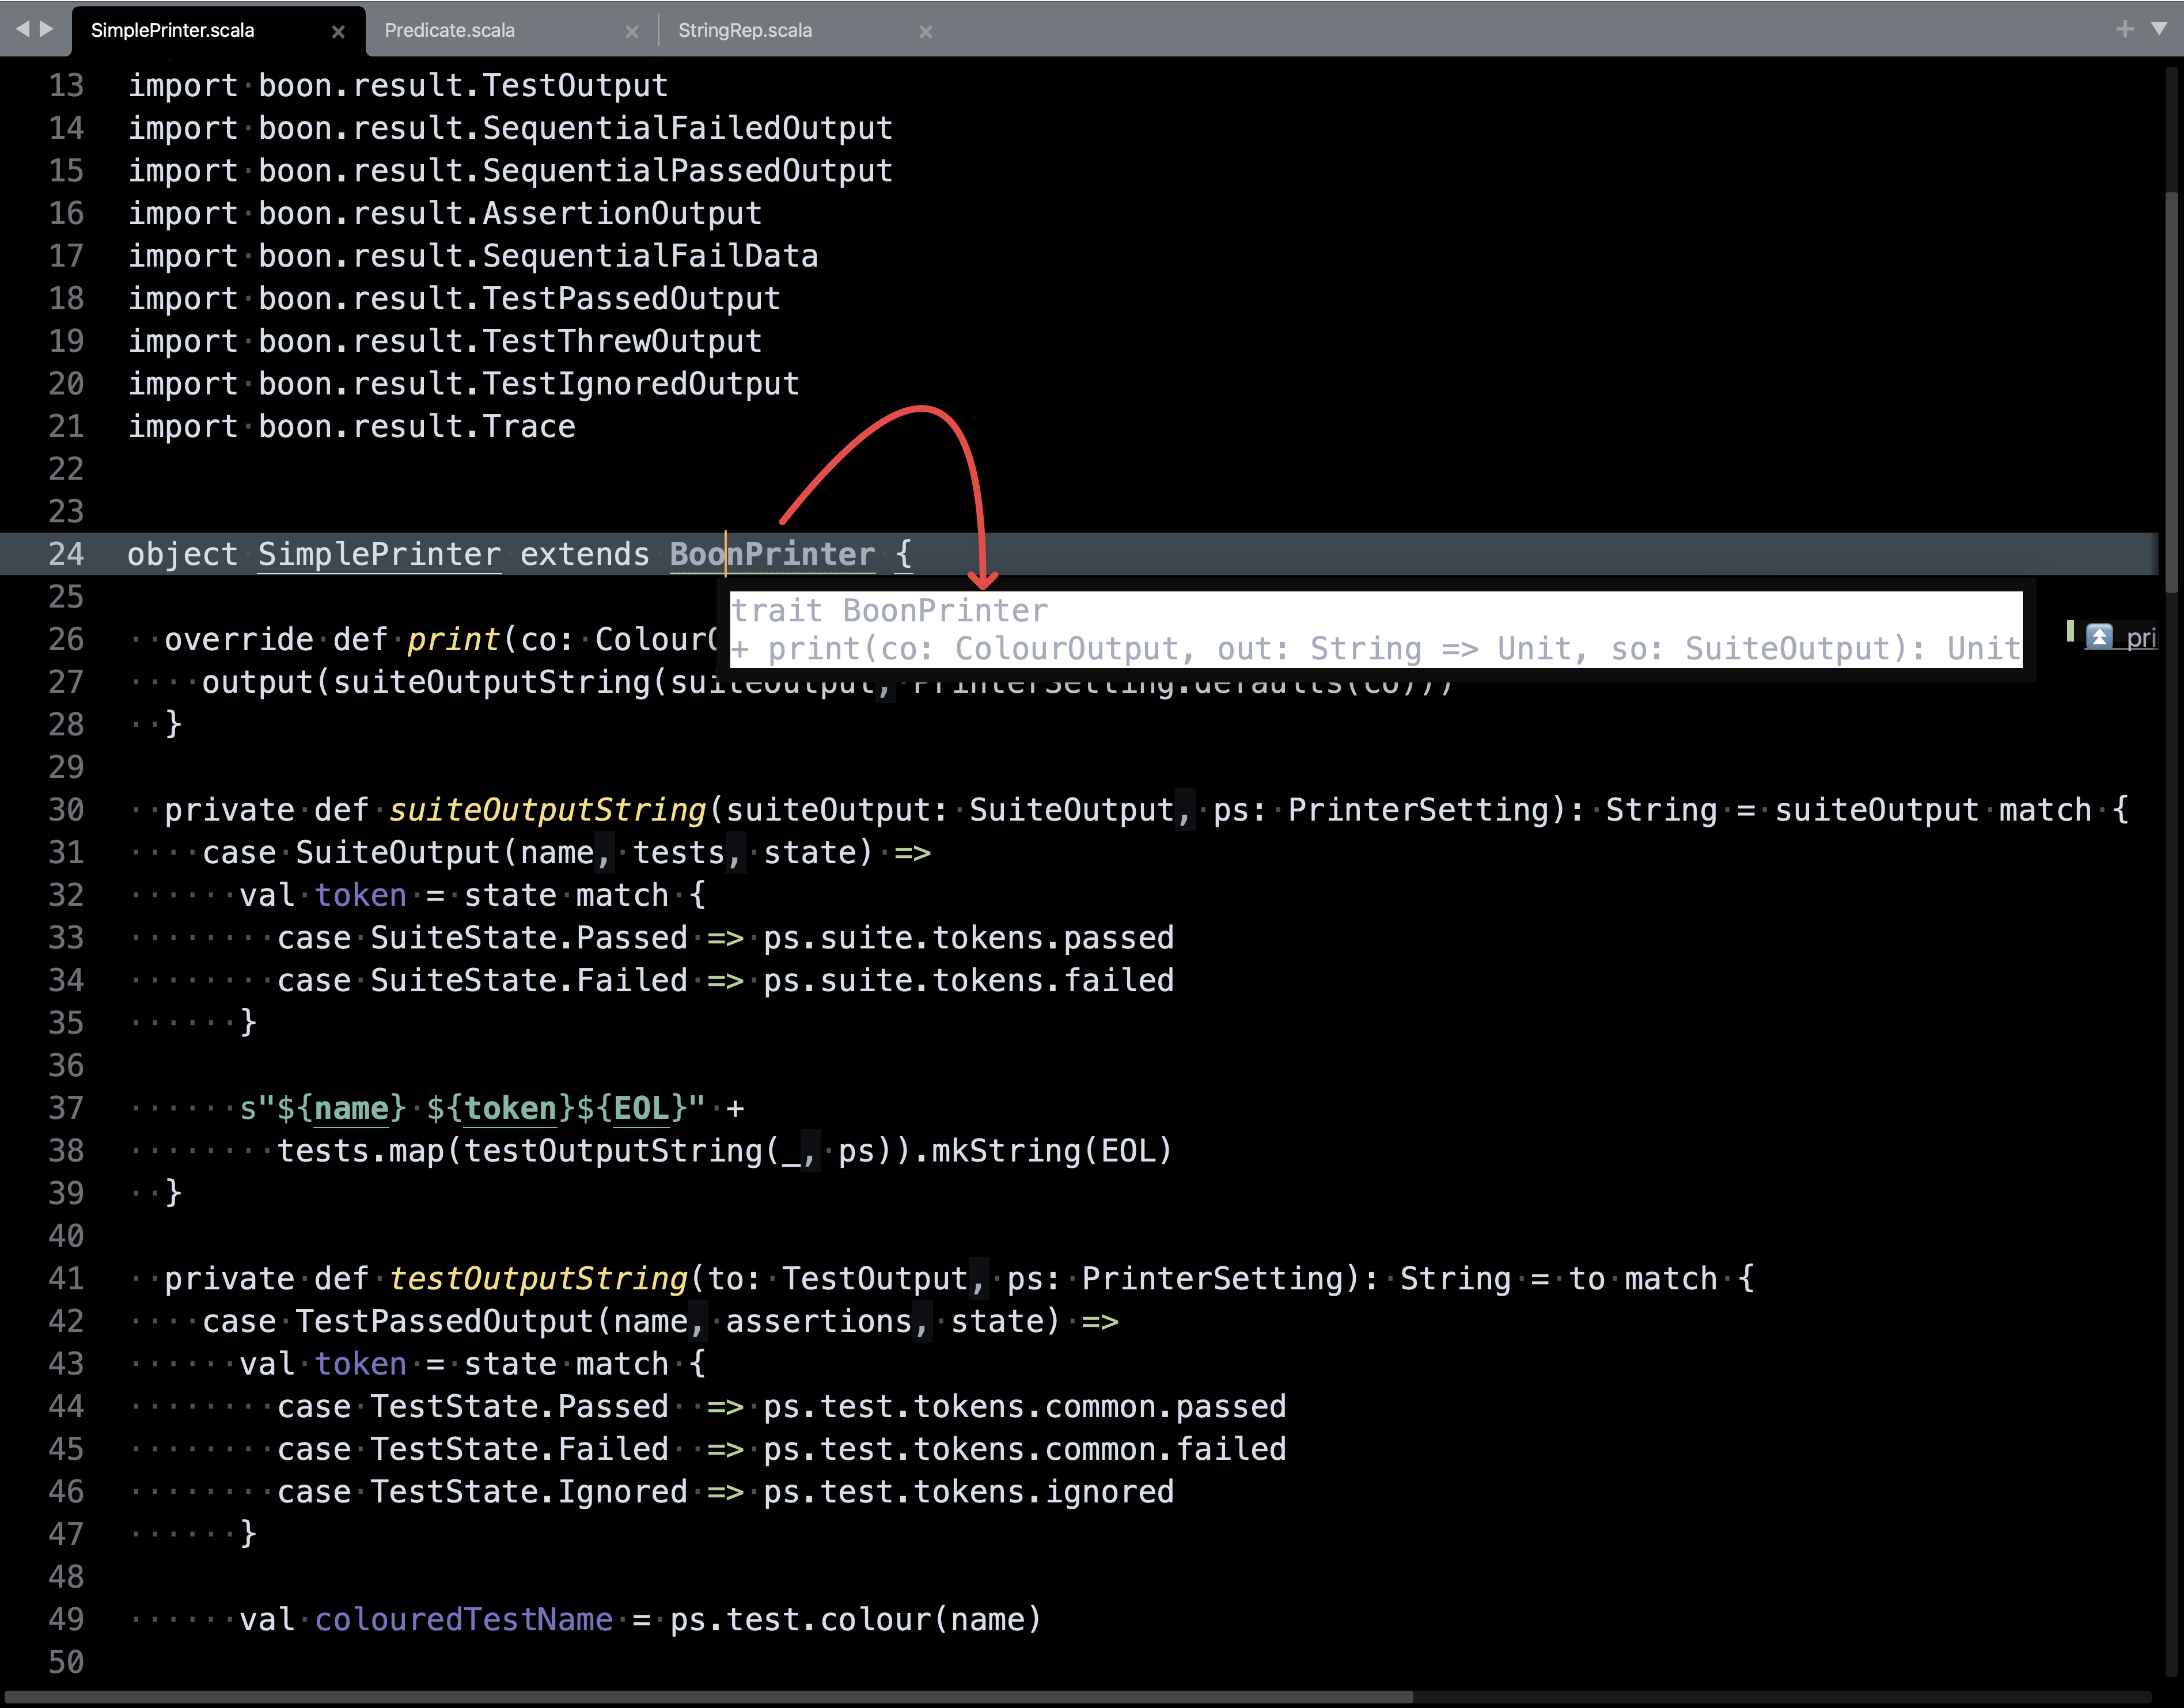 SimplePrinter.scala × Predicate.scala × StringRep.scala ×
13 import boon.result.TestOutput
14 import boon.result.SequentialFailedOutput
15 import boon.result.SequentialPassedOutput
16 import boon.result.AssertionOutput
17 import boon.result.SequentialFailData
18 import boon.result.TestPassedOutput
19 import boon.result.TestThrewOutput
20 import boon.result.TestIgnoredOutput
21 import boon.result.Trace
22
23
24 object SimplePrinter extends BoonPrinter {
25
trait BoonPrinter
+ print(co: ColourOutput, out: String => Unit, so: SuiteOutput): Unit
26 override def print(co: Colour pri
27 output(suiteOutputString(suiteOutput, PrinterSetting.defaults(co)))
28 }
29
30 private def suiteOutputString(suiteOutput: SuiteOutput, ps: PrinterSetting): String = suiteOutput match {
31 case SuiteOutput(name, tests, state) =>
32 val token = state match {
33 case SuiteState.Passed => ps.suite.tokens.passed
34 case SuiteState.Failed => ps.suite.tokens.failed
35 }
36
37 s"${name} ${token}${EOL}" +
38 tests.map(testOutputString(_, ps)).mkString(EOL)
39 }
40
41 private def testOutputString(to: TestOutput, ps: PrinterSetting): String = to match {
42 case TestPassedOutput(name, assertions, state) =>
43 val token = state match {
44 case TestState.Passed => ps.test.tokens.common.passed
45 case TestState.Failed => ps.test.tokens.common.failed
46 case TestState.Ignored => ps.test.tokens.ignored
47 }
48
49 val colouredTestName = ps.test.colour(name)
50